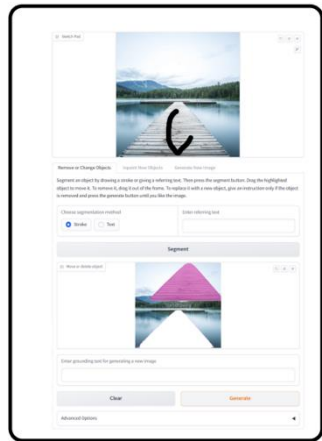 Sketch Pad
Remove or Change Objects
Inpaint New Objects
Generate New Image
Segment an object by drawing a stroke or giving a referring text. Then press the segment button. Drag the highlighted
object to move it. To remove it, drag it out of the frame. To replace it with a new object, give an instruction only if the object
is removed and press the generate button until you like the image.
Choose segmentation method
Enter referring text
Stroke
Text
Segment
Move or delete object
Enter grounding text for generating a new image
Clear
Generate
Advanced Options